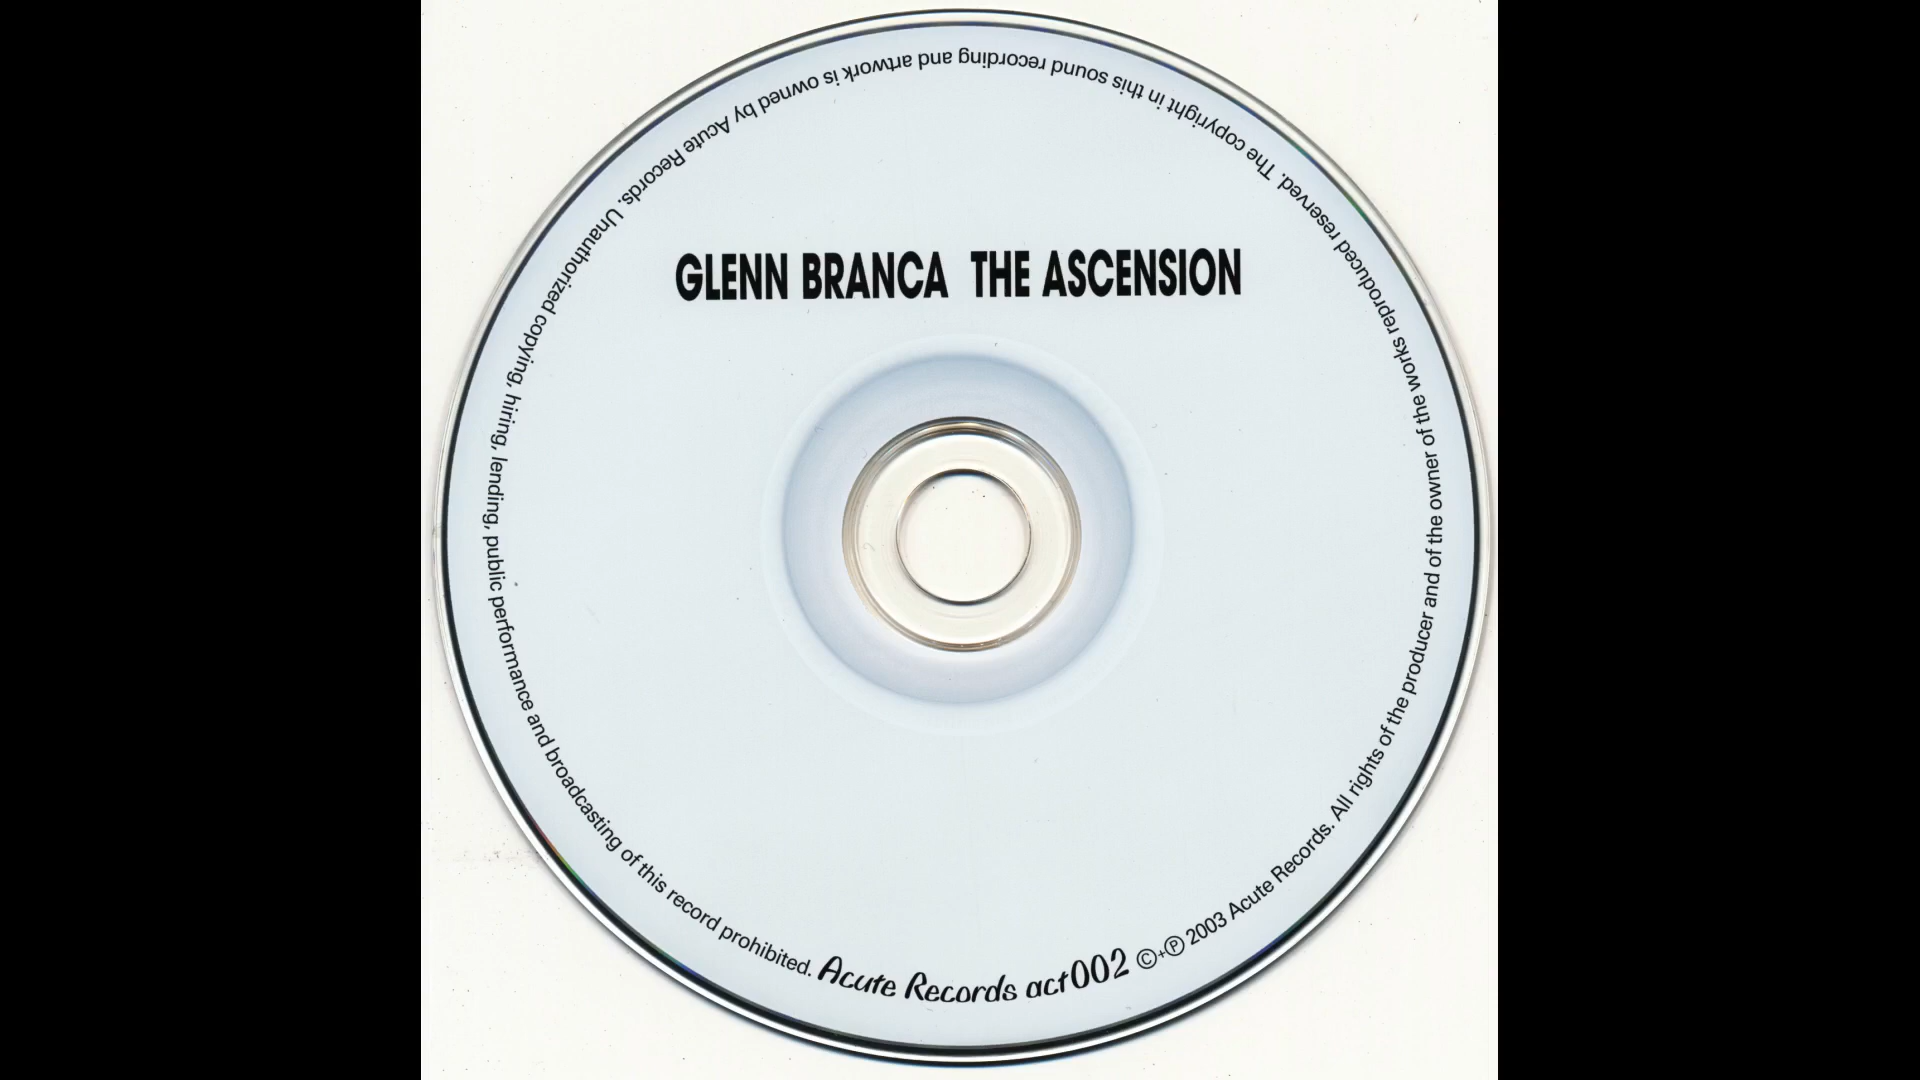 GLENN BRANCA THE ASCENSION
Acute Records act002 ©+℗ 2003 Acute Records. All rights of the producer and of the owner of the works reproduced reserved. The copyright in this sound recording and artwork is owned by Acute Records. Unauthorized copying, hiring, lending, public performance and broadcasting of this record prohibited.